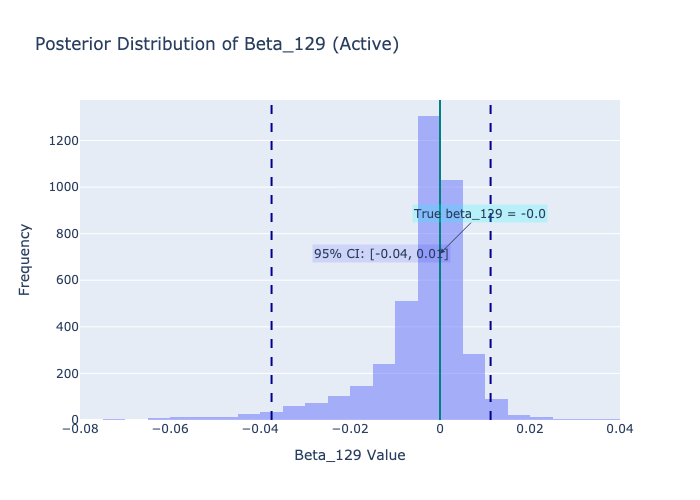 Posterior Distribution of Beta_129 (Active)
Frequency
1200
1000
800
600
400
200
0
True beta_129 = -0.0
95% CI: [-0.04, 0.01]
−0.08
−0.06
−0.04
−0.02
0
0.02
0.04
Beta_129 Value